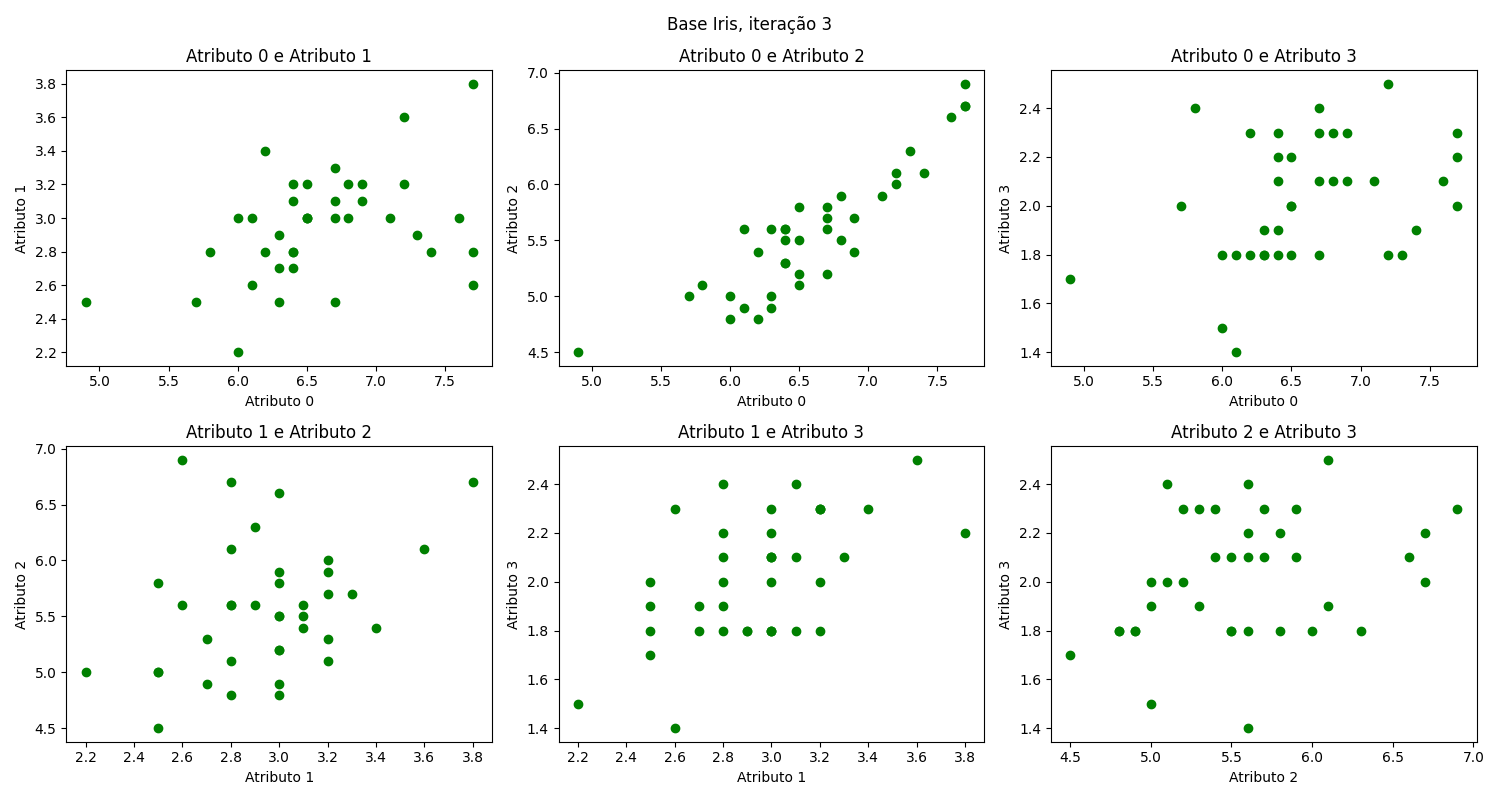 Base Iris, iteração 3
Atributo 0 e Atributo 1
3.8
3.6
3.4
3.2
3.0
2.8
2.6
2.4
2.2
Atributo 1
5.0 5.5 6.0 6.5 7.0 7.5
Atributo 0
Atributo 0 e Atributo 2
7.0
6.5
6.0
5.5
5.0
4.5
Atributo 2
5.0 5.5 6.0 6.5 7.0 7.5
Atributo 0
Atributo 0 e Atributo 3
2.4
2.2
2.0
1.8
1.6
1.4
Atributo 3
5.0 5.5 6.0 6.5 7.0 7.5
Atributo 0
Atributo 1 e Atributo 2
7.0
6.5
6.0
5.5
5.0
4.5
Atributo 2
2.2 2.4 2.6 2.8 3.0 3.2 3.4 3.6 3.8
Atributo 1
Atributo 1 e Atributo 3
2.4
2.2
2.0
1.8
1.6
1.4
Atributo 3
2.2 2.4 2.6 2.8 3.0 3.2 3.4 3.6 3.8
Atributo 1
Atributo 2 e Atributo 3
2.4
2.2
2.0
1.8
1.6
1.4
Atributo 3
4.5 5.0 5.5 6.0 6.5 7.0
Atributo 2